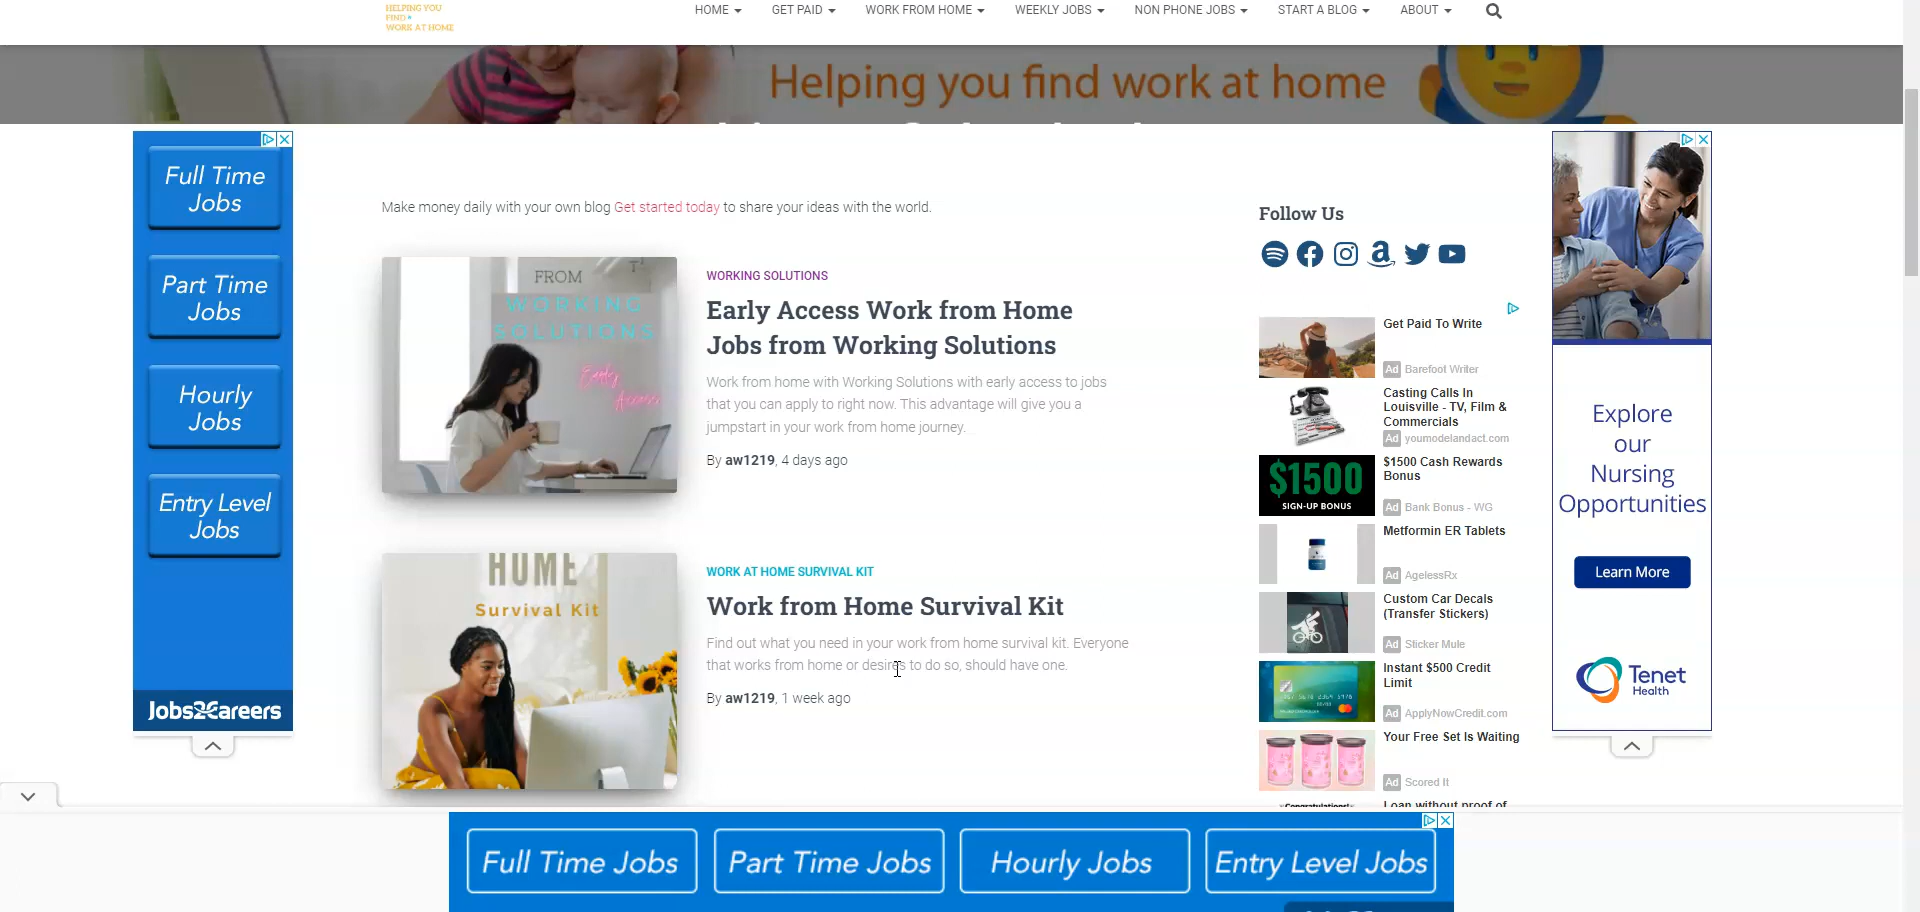 HELPING YOU
FIND
WORK AT HOME
HOME
GET PAID
WORK FROM HOME
WEEKLY JOBS
NON PHONE JOBS
START A BLOG
ABOUT
Helping you find work at home
Full Time
Jobs
Part Time
Jobs
Hourly
Jobs
Entry Level
Jobs
Jobs2Careers
Make money daily with your own blog Get started today to share your ideas with the world.
FROM
WORKING
SOLUTIONS
Early
Access
WORKING SOLUTIONS
Early Access Work from Home
Jobs from Working Solutions
Work from home with Working Solutions with early access to jobs
that you can apply to right now. This advantage will give you a
jumpstart in your work from home journey.
By aw1219, 4 days ago
HOME
Survival Kit
WORK AT HOME SURVIVAL KIT
Work from Home Survival Kit
Find out what you need in your work from home survival kit. Everyone
that works from home or desires to do so, should have one.
By aw1219, 1 week ago
Follow Us
Get Paid To Write
Ad Barefoot Writer
Casting Calls In
Louisville - TV, Film &
Commercials
Ad youmodelandact.com
$1500
SIGN-UP BONUS
$1500 Cash Rewards
Bonus
Ad Bank Bonus - WG
Metformin ER Tablets
Ad AgelessRx
Custom Car Decals
(Transfer Stickers)
Ad Sticker Mule
Instant $500 Credit
Limit
Ad ApplyNowCredit.com
Your Free Set Is Waiting
Ad Scored It
Loan without proof of
Explore
our
Nursing
Opportunities
Learn More
Tenet
Health
Full Time Jobs
Part Time Jobs
Hourly Jobs
Entry Level Jobs